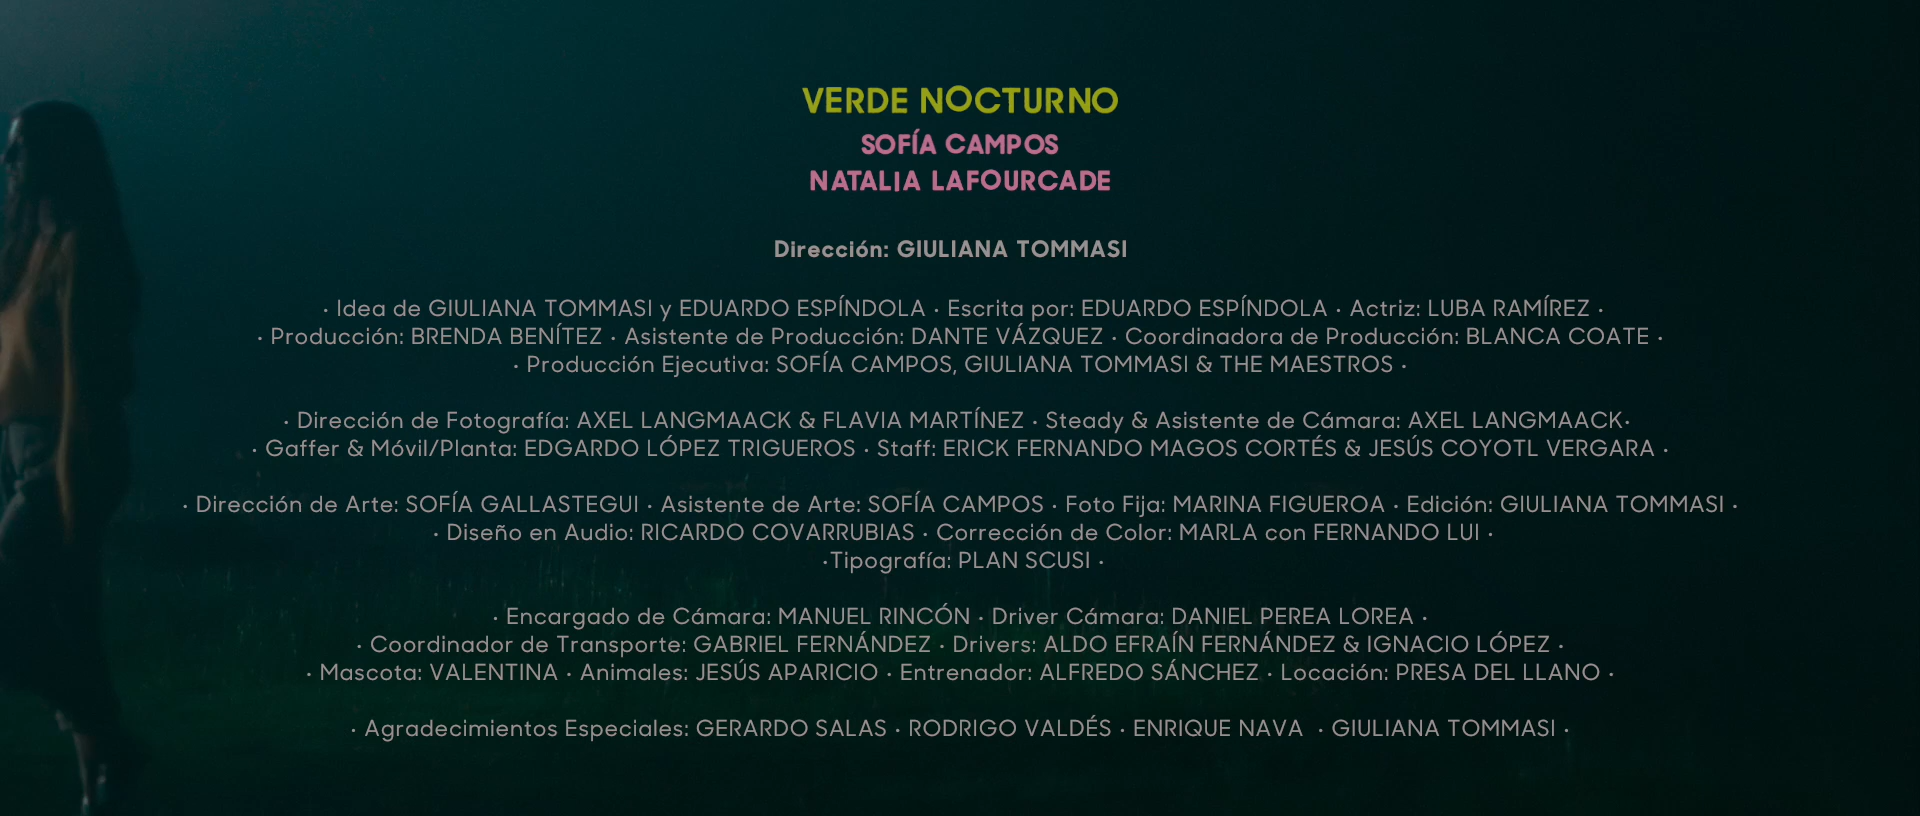 VERDE NOCTURNO
SOFÍA CAMPOS
NATALIA LAFOURCADE
Dirección: GIULIANA TOMMASI
· Idea de GIULIANA TOMMASI y EDUARDO ESPÍNDOLA · Escrita por: EDUARDO ESPÍNDOLA · Actriz: LUBA RAMÍREZ ·
· Producción: BRENDA BENÍTEZ · Asistente de Producción: DANTE VÁZQUEZ · Coordinadora de Producción: BLANCA COATE ·
· Producción Ejecutiva: SOFÍA CAMPOS, GIULIANA TOMMASI & THE MAESTROS ·
· Dirección de Fotografía: AXEL LANGMAACK & FLAVIA MARTÍNEZ · Steady & Asistente de Cámara: AXEL LANGMAACK·
· Gaffer & Móvil/Planta: EDGARDO LÓPEZ TRIGUEROS · Staff: ERICK FERNANDO MAGOS CORTÉS & JESÚS COYOTL VERGARA ·
· Dirección de Arte: SOFÍA GALLASTEGUI · Asistente de Arte: SOFÍA CAMPOS · Foto Fija: MARINA FIGUEROA · Edición: GIULIANA TOMMASI ·
· Diseño en Audio: RICARDO COVARRUBIAS · Corrección de Color: MARLA con FERNANDO LUI ·
·Tipografía: PLAN SCUSI ·
· Encargado de Cámara: MANUEL RINCÓN · Driver Cámara: DANIEL PEREA LOREA ·
· Coordinador de Transporte: GABRIEL FERNÁNDEZ · Drivers: ALDO EFRAÍN FERNÁNDEZ & IGNACIO LÓPEZ ·
· Mascota: VALENTINA · Animales: JESÚS APARICIO · Entrenador: ALFREDO SÁNCHEZ · Locación: PRESA DEL LLANO ·
· Agradecimientos Especiales: GERARDO SALAS · RODRIGO VALDÉS · ENRIQUE NAVA · GIULIANA TOMMASI ·